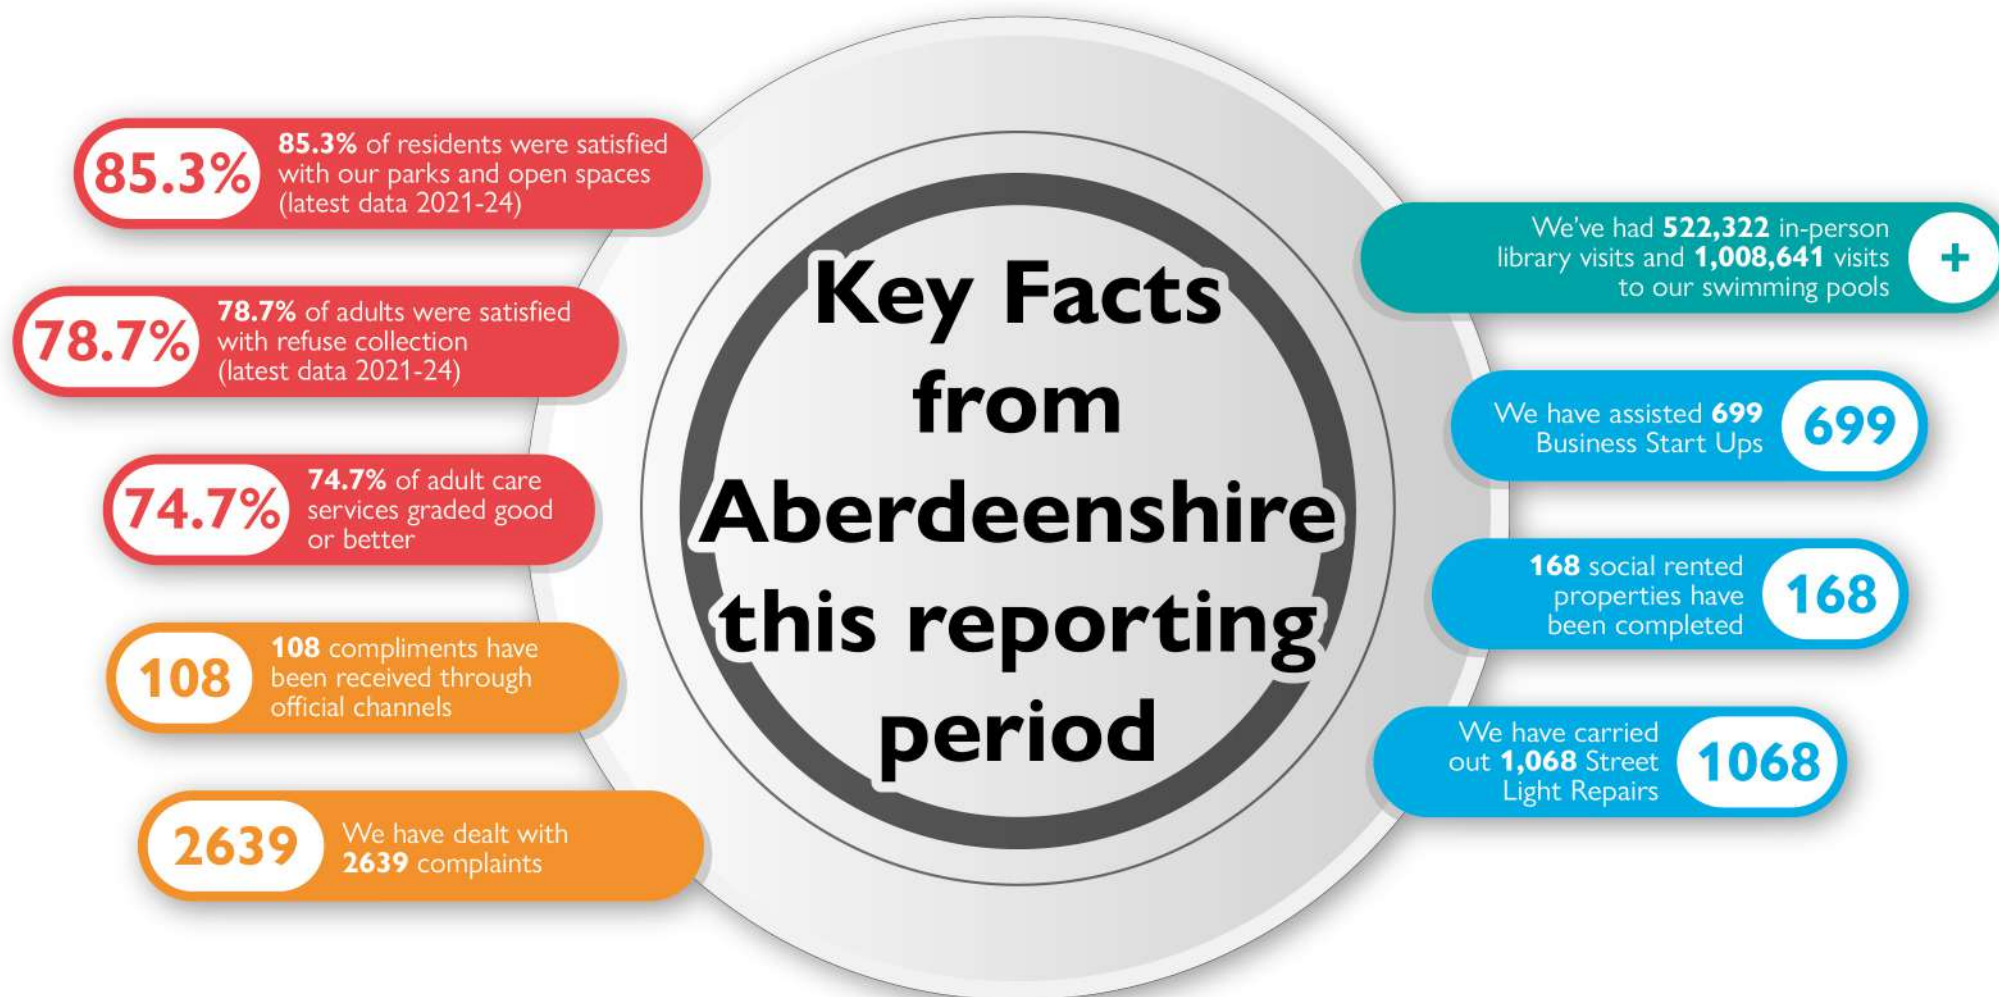 85.3%
85.3% of residents were satisfied
with our parks and open spaces
(latest data 2021-24)
78.7%
78.7% of adults were satisfied
with refuse collection
(latest data 2021-24)
74.7%
74.7% of adult care
services graded good
or better
108
108 compliments have
been received through
official channels
2639
We have dealt with
2639 complaints
Key Facts
from
Aberdeenshire
this reporting
period
We've had 522,322 in-person
library visits and 1,008,641 visits
to our swimming pools
+
We have assisted 699
Business Start Ups
699
168 social rented
properties have
been completed
168
We have carried
out 1,068 Street
Light Repairs
1068